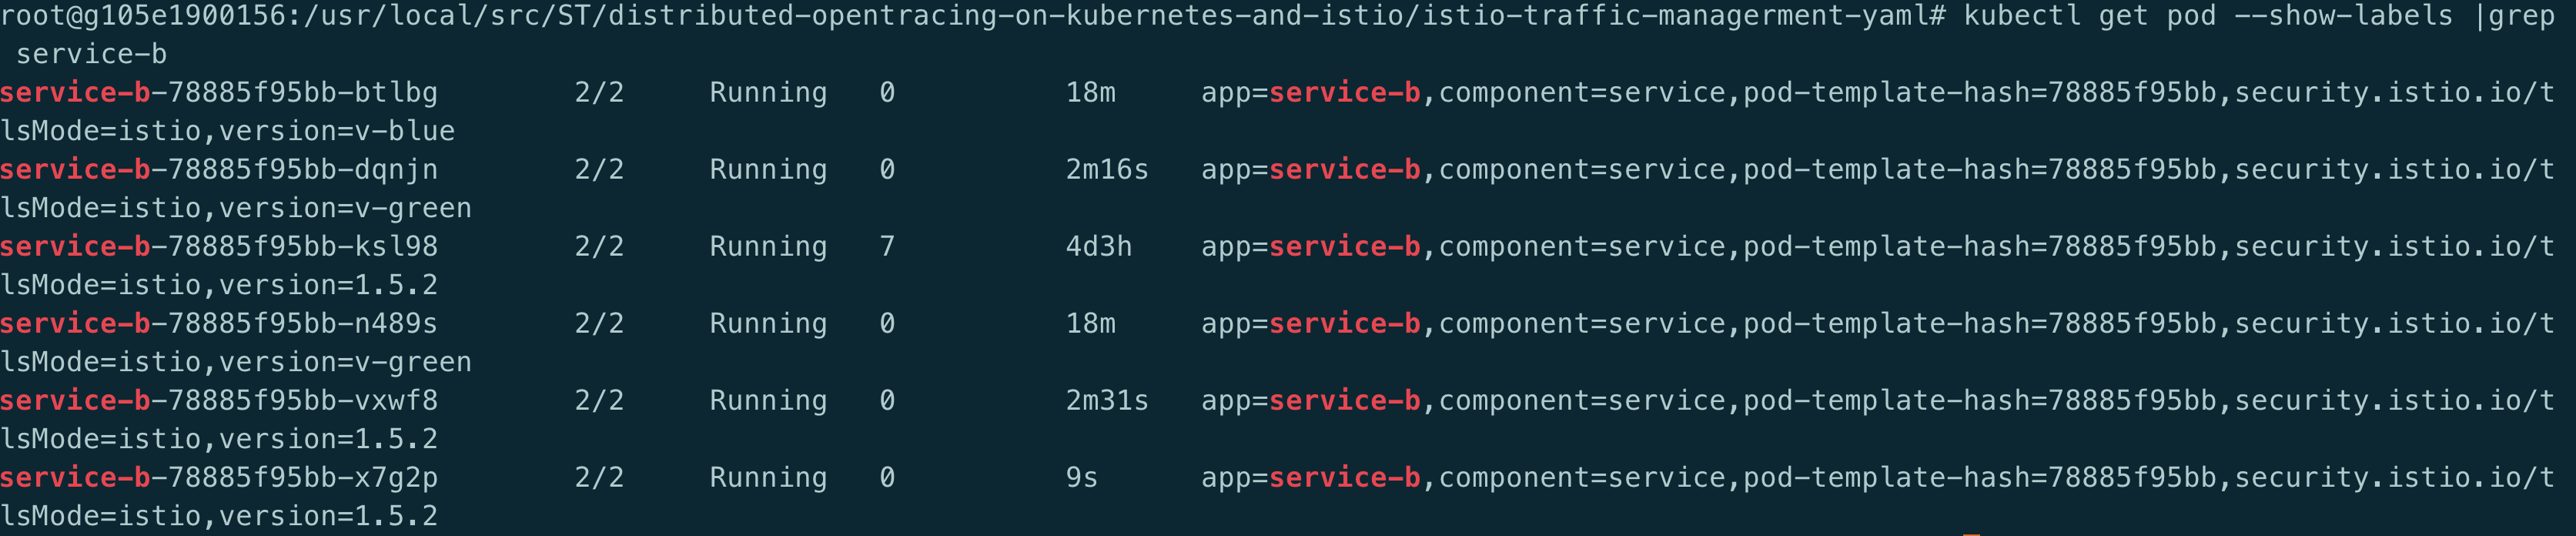 root@g105e1900156:/usr/local/src/ST/distributed-opentracing-on-kubernetes-and-istio/istio-traffic-managerment-yaml# kubectl get pod --show-labels |grep
 service-b
service-b-78885f95bb-btlbg        2/2     Running   0          18m     app=service-b,component=service,pod-template-hash=78885f95bb,security.istio.io/t
lsMode=istio,version=v-blue
service-b-78885f95bb-dqnjn        2/2     Running   0          2m16s   app=service-b,component=service,pod-template-hash=78885f95bb,security.istio.io/t
lsMode=istio,version=v-green
service-b-78885f95bb-ksl98        2/2     Running   7          4d3h    app=service-b,component=service,pod-template-hash=78885f95bb,security.istio.io/t
lsMode=istio,version=1.5.2
service-b-78885f95bb-n489s        2/2     Running   0          18m     app=service-b,component=service,pod-template-hash=78885f95bb,security.istio.io/t
lsMode=istio,version=v-green
service-b-78885f95bb-vxwf8        2/2     Running   0          2m31s   app=service-b,component=service,pod-template-hash=78885f95bb,security.istio.io/t
lsMode=istio,version=1.5.2
service-b-78885f95bb-x7g2p        2/2     Running   0          9s      app=service-b,component=service,pod-template-hash=78885f95bb,security.istio.io/t
lsMode=istio,version=1.5.2